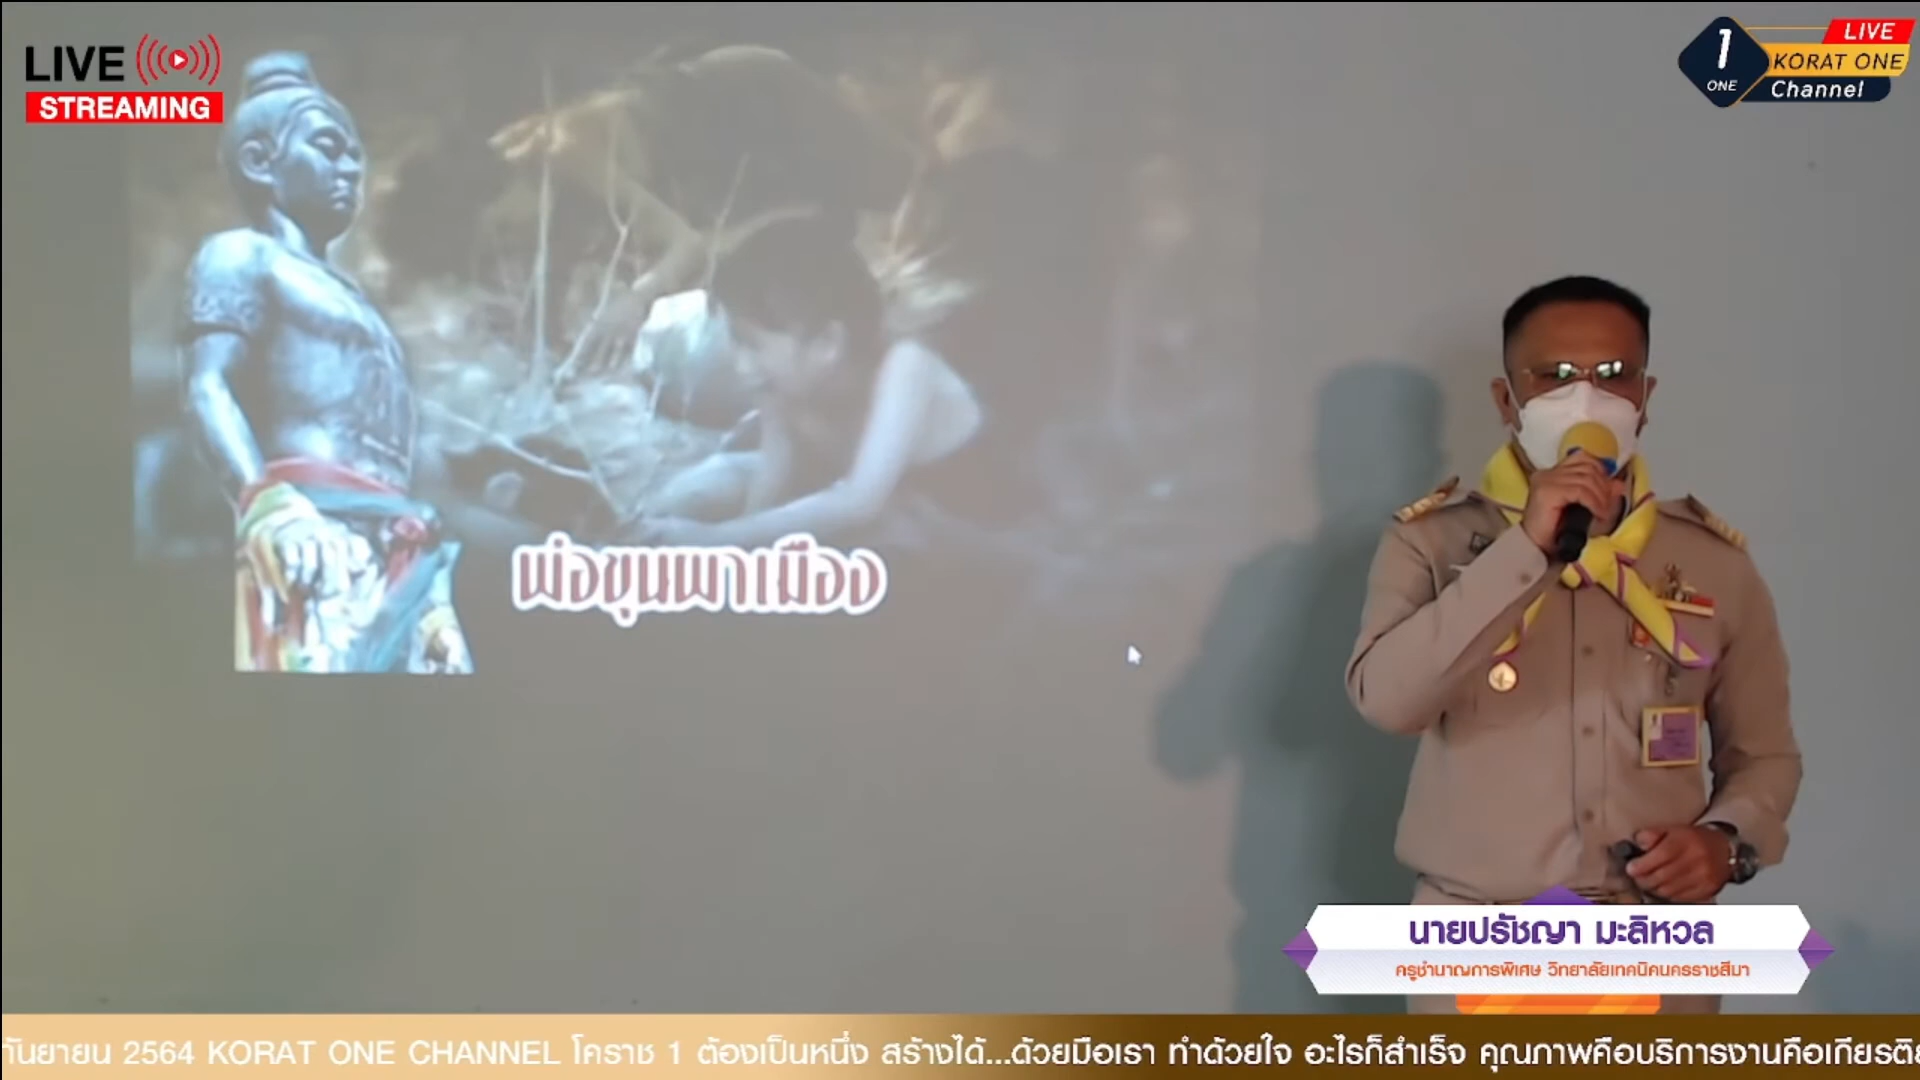 LIVE
STREAMING
LIVE
1
ONE
KORAT ONE
Channel
พ่อขุนผาเมือง
นายปรัชญา มะลิหวล
ครูชำนาญการพิเศษ วิทยาลัยเทคนิคนครราชสีมา
กันยายน 2564 KORAT ONE CHANNEL โคราช 1 ต้องเป็นหนึ่ง สร้างได้...ด้วยมือเรา ทำด้วยใจ อะไรก็สำเร็จ คุณภาพคือบริการงานคือเกียรติ